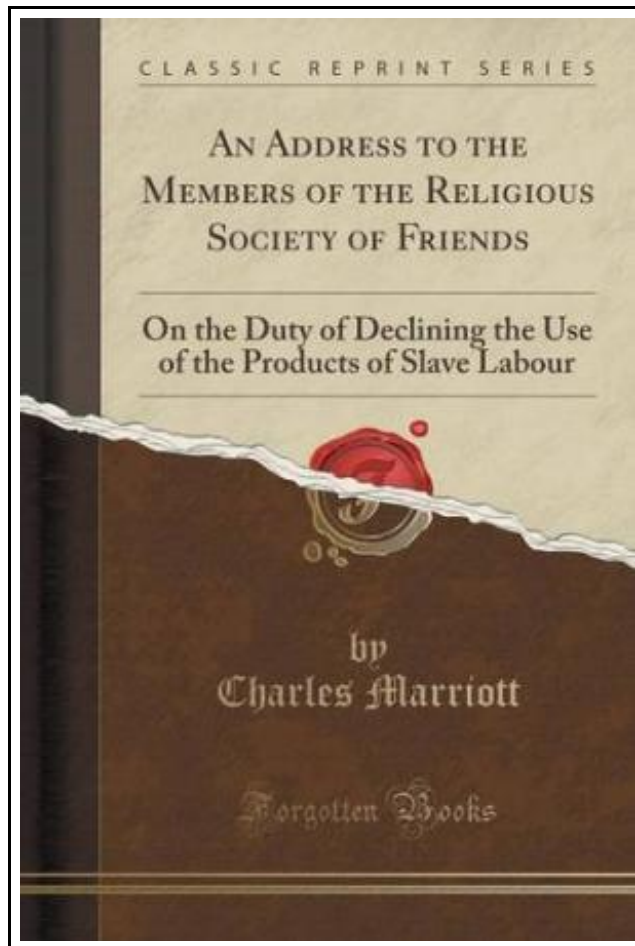 CLASSIC REPRINT SERIES
AN ADDRESS TO THE
MEMBERS OF THE RELIGIOUS
SOCIETY OF FRIENDS
On the Duty of Declining the Use
of the Products of Slave Labour
F
by
Charles Marriott
Forgotten Books